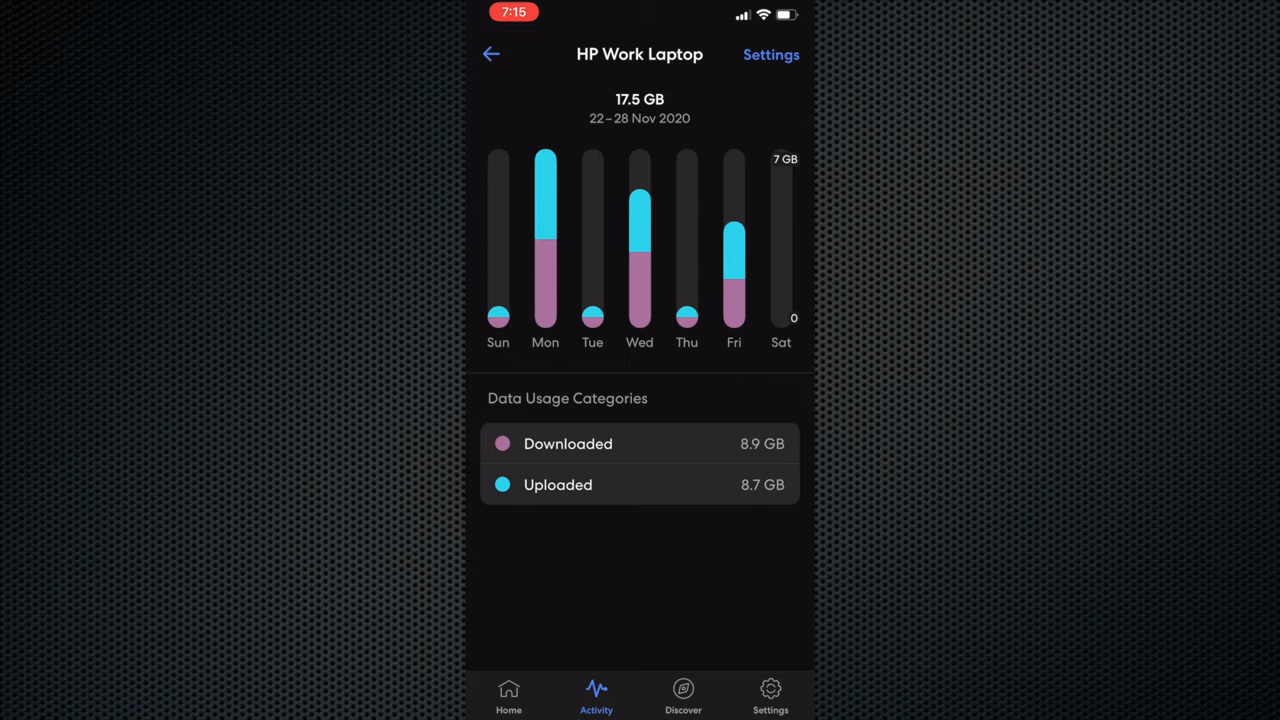 7:15
HP Work Laptop
Settings
17.5 GB
22–28 Nov 2020
7 GB
0
Sun Mon Tue Wed Thu Fri Sat
Data Usage Categories
Downloaded 8.9 GB
Uploaded 8.7 GB
Home Activity Discover Settings